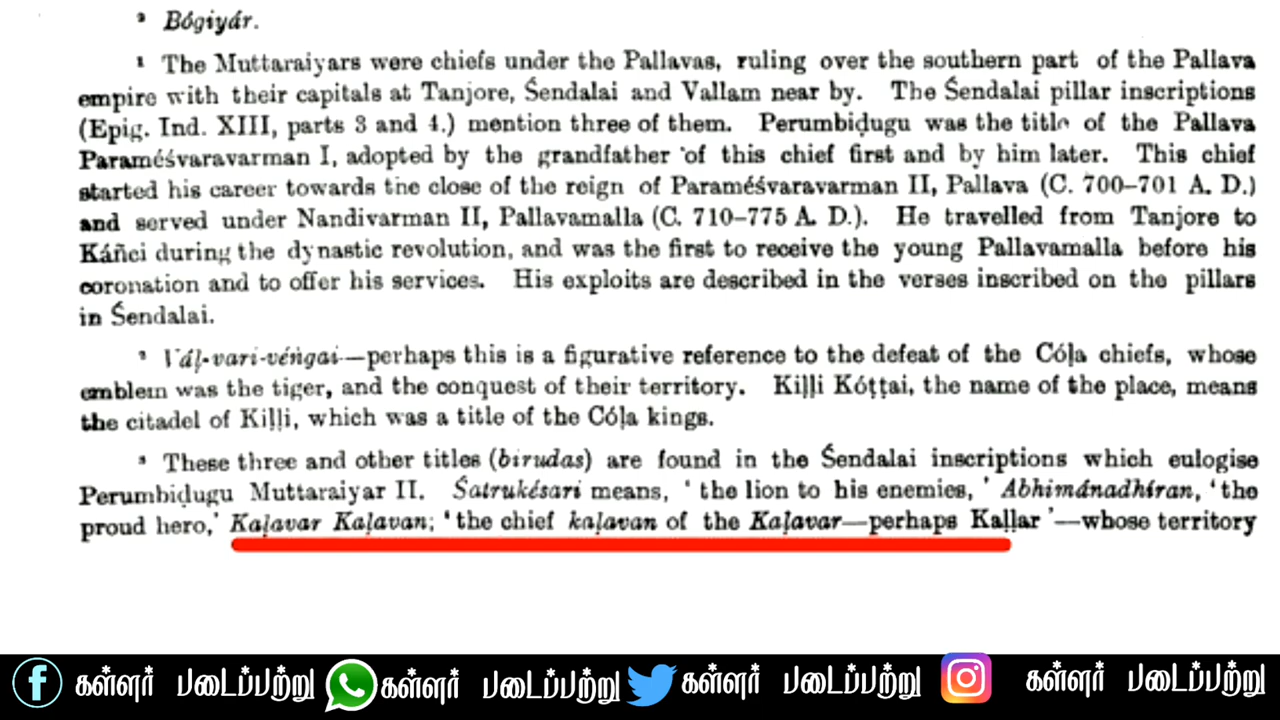 ³ Bógiyár.
¹ The Muttaraiyars were chiefs under the Pallavas, ruling over the southern part of the Pallava
empire with their capitals at Tanjore, Śendalai and Vallam near by. The Śendalai pillar inscriptions
(Epig. Ind. XIII, parts 3 and 4.) mention three of them. Perumbiḍugu was the title of the Pallava
Paraméśvaravarman I, adopted by the grandfather of this chief first and by him later. This chief
started his career towards the close of the reign of Paraméśvaravarman II, Pallava (C. 700-701 A. D.)
and served under Nandivarman II, Pallavamalla (C. 710-775 A. D.). He travelled from Tanjore to
Káñci during the dynastic revolution, and was the first to receive the young Pallavamalla before his
coronation and to offer his services. His exploits are described in the verses inscribed on the pillars
in Śendalai.
² Váḷ-vari-véṅgai—perhaps this is a figurative reference to the defeat of the Cóḷa chiefs, whose
emblem was the tiger, and the conquest of their territory. Kiḷḷi Kóṭṭai, the name of the place, means
the citadel of Kiḷḷi, which was a title of the Cóḷa kings.
³ These three and other titles (birudas) are found in the Śendalai inscriptions which eulogise
Perumbiḍugu Muttaraiyar II. Śatrukésari means, ' the lion to his enemies, ' Abhimánadhíran, ' the
proud hero,' Kaḷavar Kaḷavan; ' the chief kaḷavan of the Kaḷavar—perhaps Kaḷḷar '—whose territory
கள்ளர் படைப்பற்று கள்ளர் படைப்பற்று கள்ளர் படைப்பற்று கள்ளர் படைப்பற்று